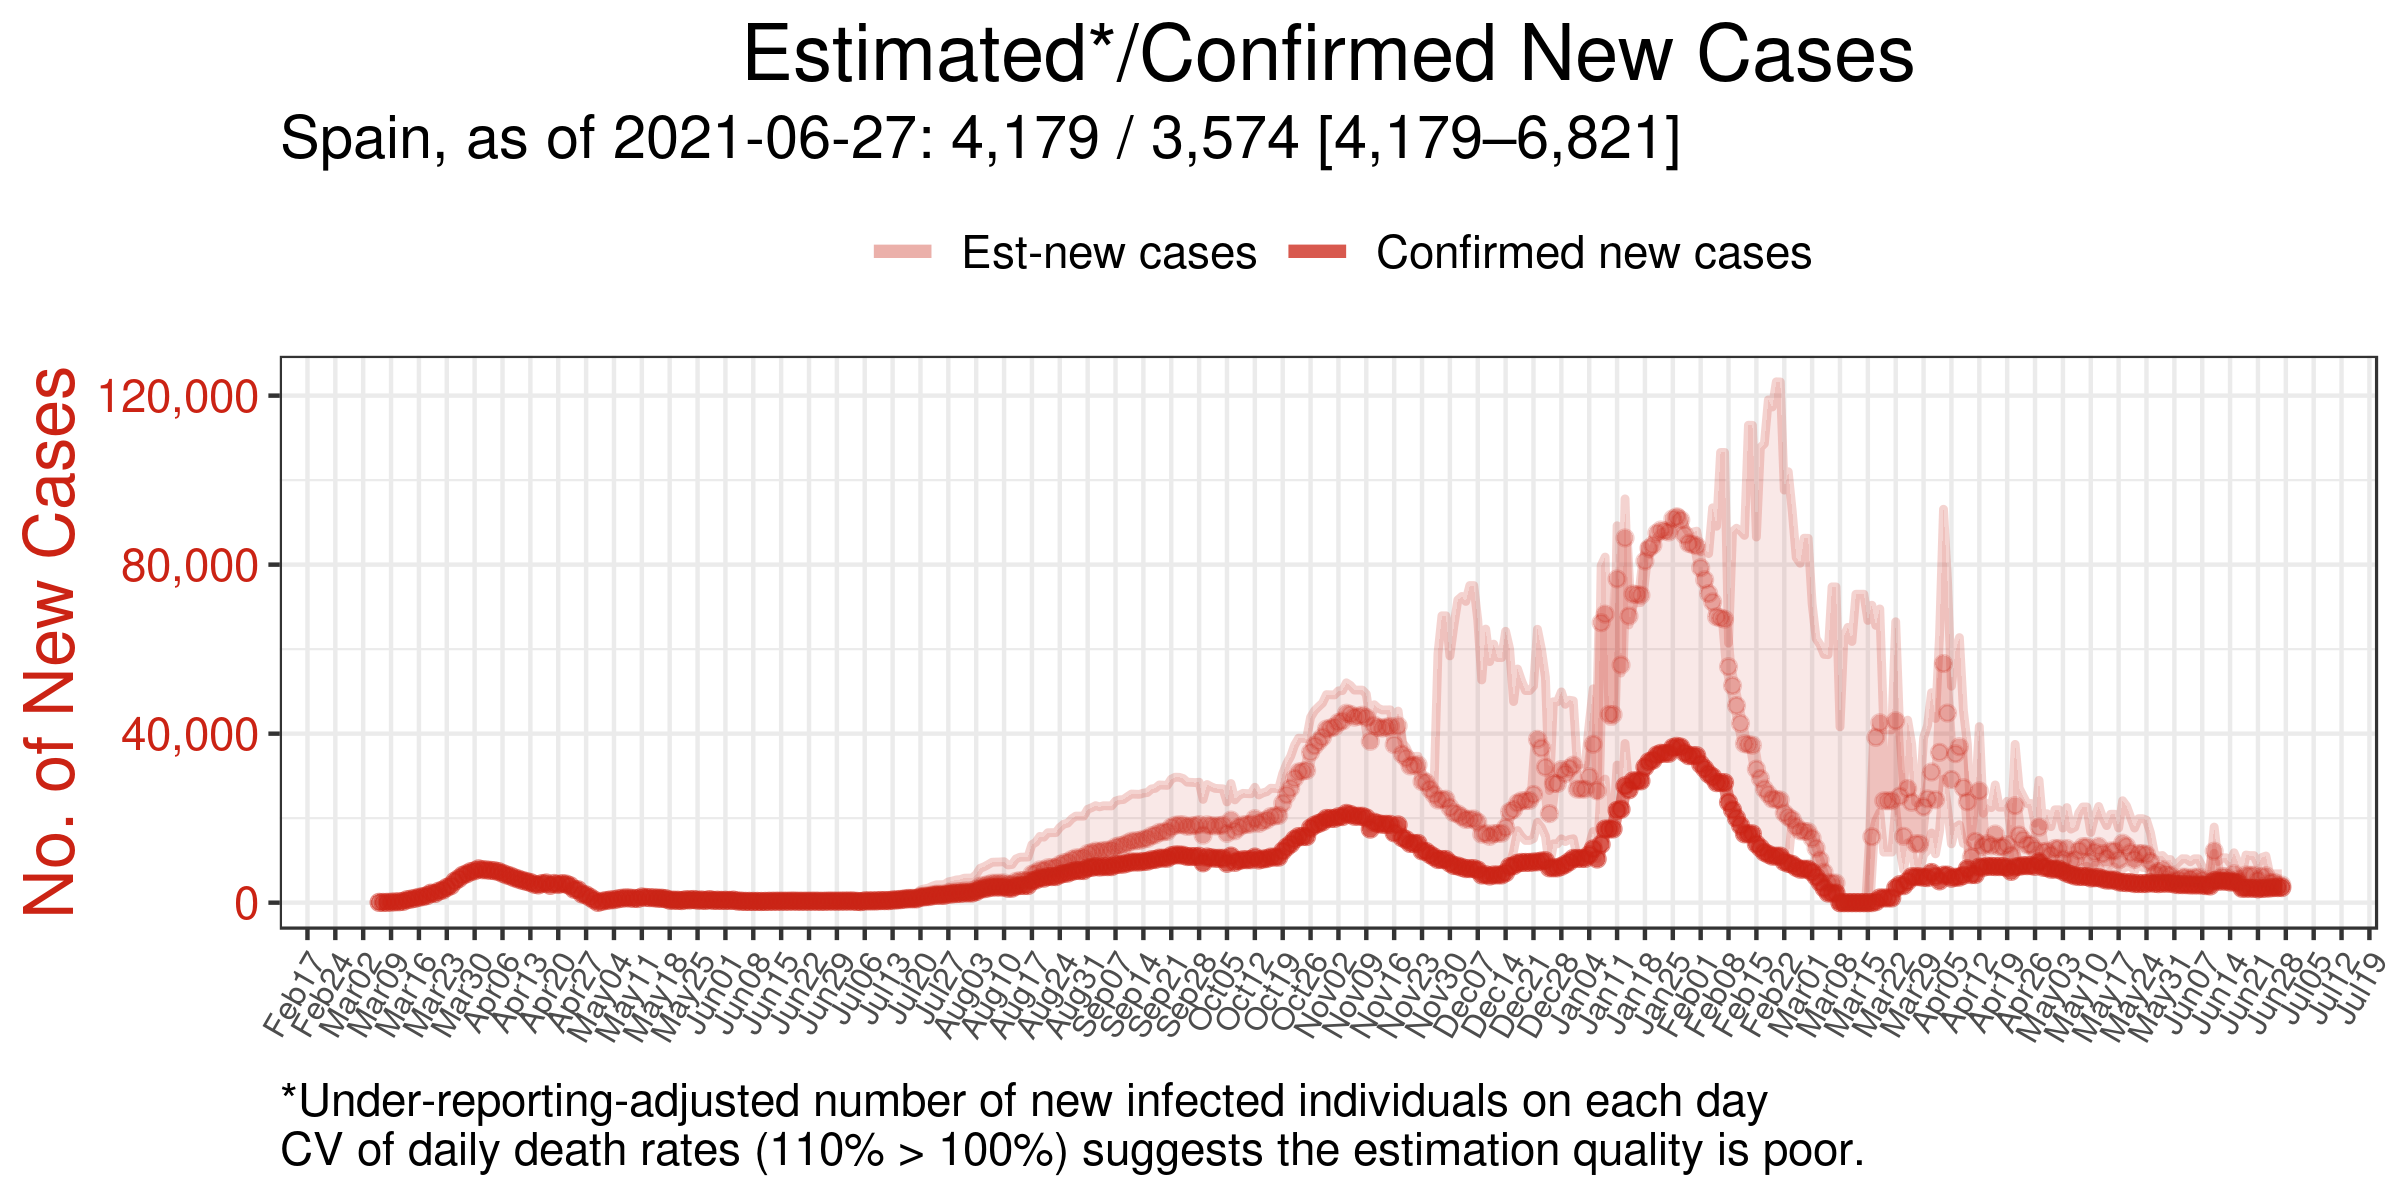 Estimated*/Confirmed New Cases
Spain, as of 2021-06-27: 4,179 / 3,574 [4,179–6,821]
Est-new cases Confirmed new cases
No. of New Cases
120,000
80,000
40,000
0
Feb17 Feb24 Mar02 Mar09 Mar16 Mar23 Mar30 Apr06 Apr13 Apr20 Apr27 May04 May11 May18 May25 Jun01 Jun08 Jun15 Jun22 Jun29 Jul06 Jul13 Jul20 Jul27 Aug03 Aug10 Aug17 Aug24 Aug31 Sep07 Sep14 Sep21 Sep28 Oct05 Oct12 Oct19 Oct26 Nov02 Nov09 Nov16 Nov23 Nov30 Dec07 Dec14 Dec21 Dec28 Jan04 Jan11 Jan18 Jan25 Feb01 Feb08 Feb15 Feb22 Mar01 Mar08 Mar15 Mar22 Mar29 Apr05 Apr12 Apr19 Apr26 May03 May10 May17 May24 May31 Jun07 Jun14 Jun21 Jun28 Jul05 Jul12 Jul19
*Under-reporting-adjusted number of new infected individuals on each day
CV of daily death rates (110% > 100%) suggests the estimation quality is poor.